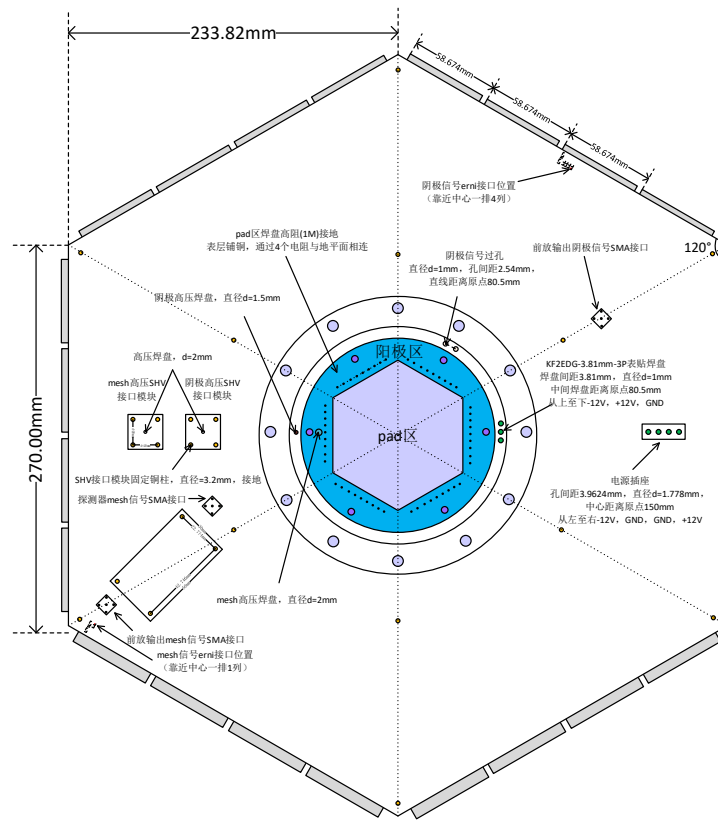 233.82mm
58.674mm
58.674mm
58.674mm
阴极信号erni接口位置
（靠近中心一排4列）
pad区焊盘高阻(1M)接地
表层铺铜，通过4个电阻与地平面相连
120°
阴极信号过孔
直径d=1mm，孔间距2.54mm，
直线距离原点80.5mm
前放输出阴极信号SMA接口
阴极高压焊盘，直径d=1.5mm
高压焊盘，d=2mm
mesh高压SHV
接口模块
阴极高压SHV
接口模块
阳极区
KF2EDG-3.81mm-3P表贴焊盘
焊盘间距3.81mm，直径d=1mm
中间焊盘距离原点80.5mm
从上至下-12V，+12V，GND
270.00mm
pad区
SHV接口模块固定铜柱，直径=3.2mm，接地
探测器mesh信号SMA接口
电源插座
孔间距3.9624mm，直径d=1.778mm，
中心距离原点150mm
从左至右-12V，GND，GND，+12V
mesh高压焊盘，直径d=2mm
前放输出mesh信号SMA接口
mesh信号erni接口位置
（靠近中心一排1列）